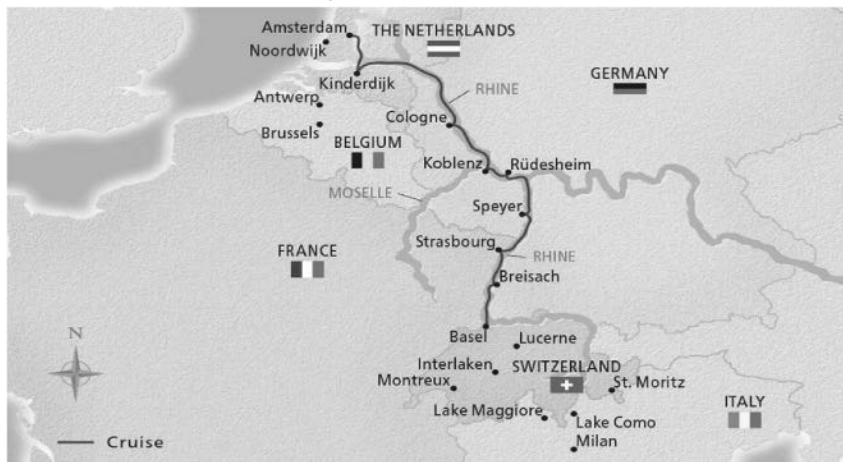 Amsterdam
THE NETHERLANDS
Noordwijk
Kinderdijk
GERMANY
RHINE
Antwerp
Cologne
Brussels
BELGIUM
Koblenz
Rüdesheim
MOSELLE
Speyer
Strasbourg
FRANCE
RHINE
Breisach
N
Basel
Lucerne
Interlaken
SWITZERLAND
Montreux
St. Moritz
ITALY
Lake Maggiore
Lake Como
Milan
Cruise